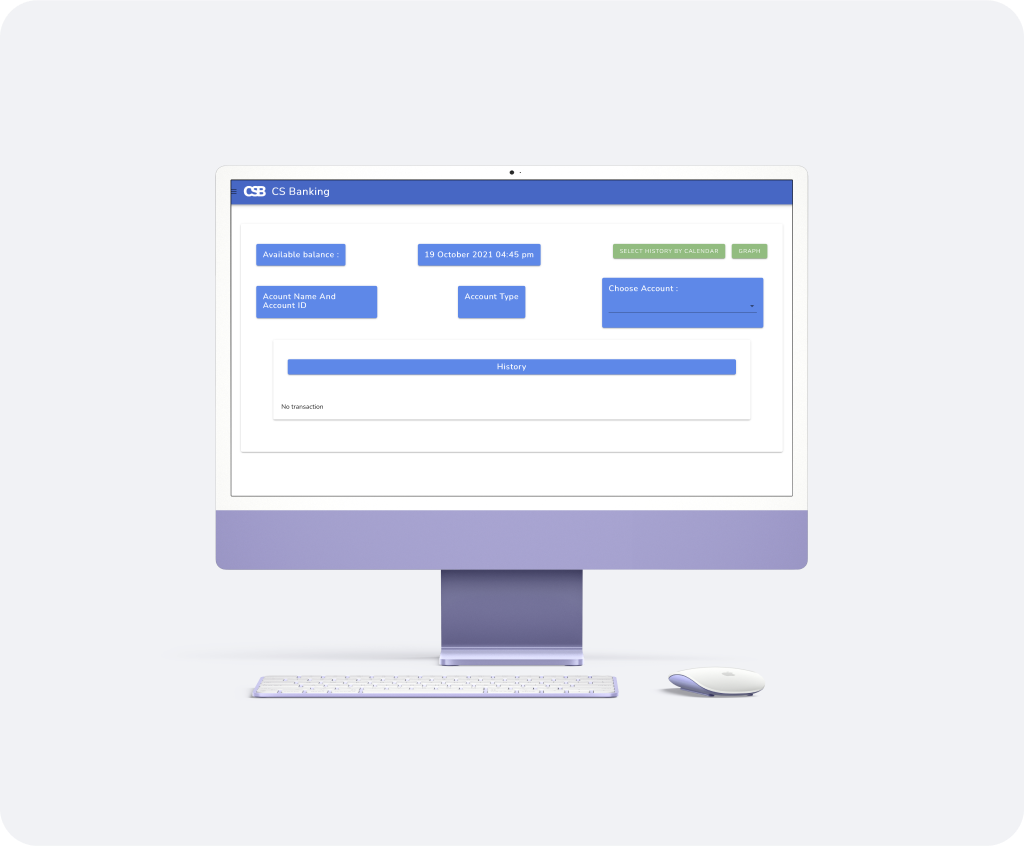 CSB CS Banking
Available balance :
19 October 2021 04:45 pm
SELECT HISTORY BY CALENDAR
GRAPH
Acount Name And
Account ID
Account Type
Choose Account :
History
No transaction